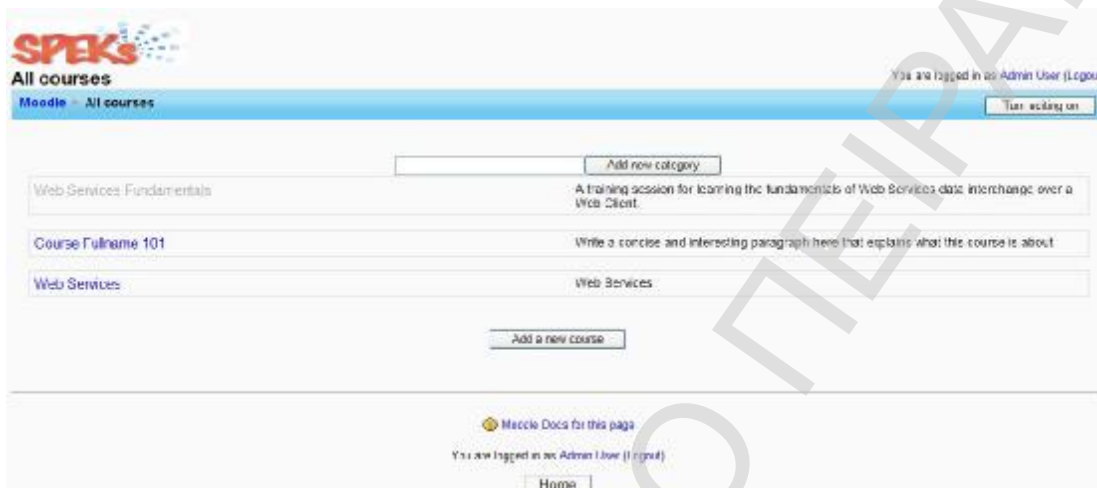 SPEKs
All courses
You are logged in as Admin User (Logou
Moodle All courses
Turn editing on
Add new category
Web Services Fundamentals
A training session for learning the fundamentals of Web Services data interchange over a
Web Client
Course Fullname 101
Write a concise and interesting paragraph here that explains what this course is about
Web Services
Web Services
Add a new course
Moodle Docs for this page
You are logged in as Admin User (Logout)
Home
Ο ΠΕΙΡΑ